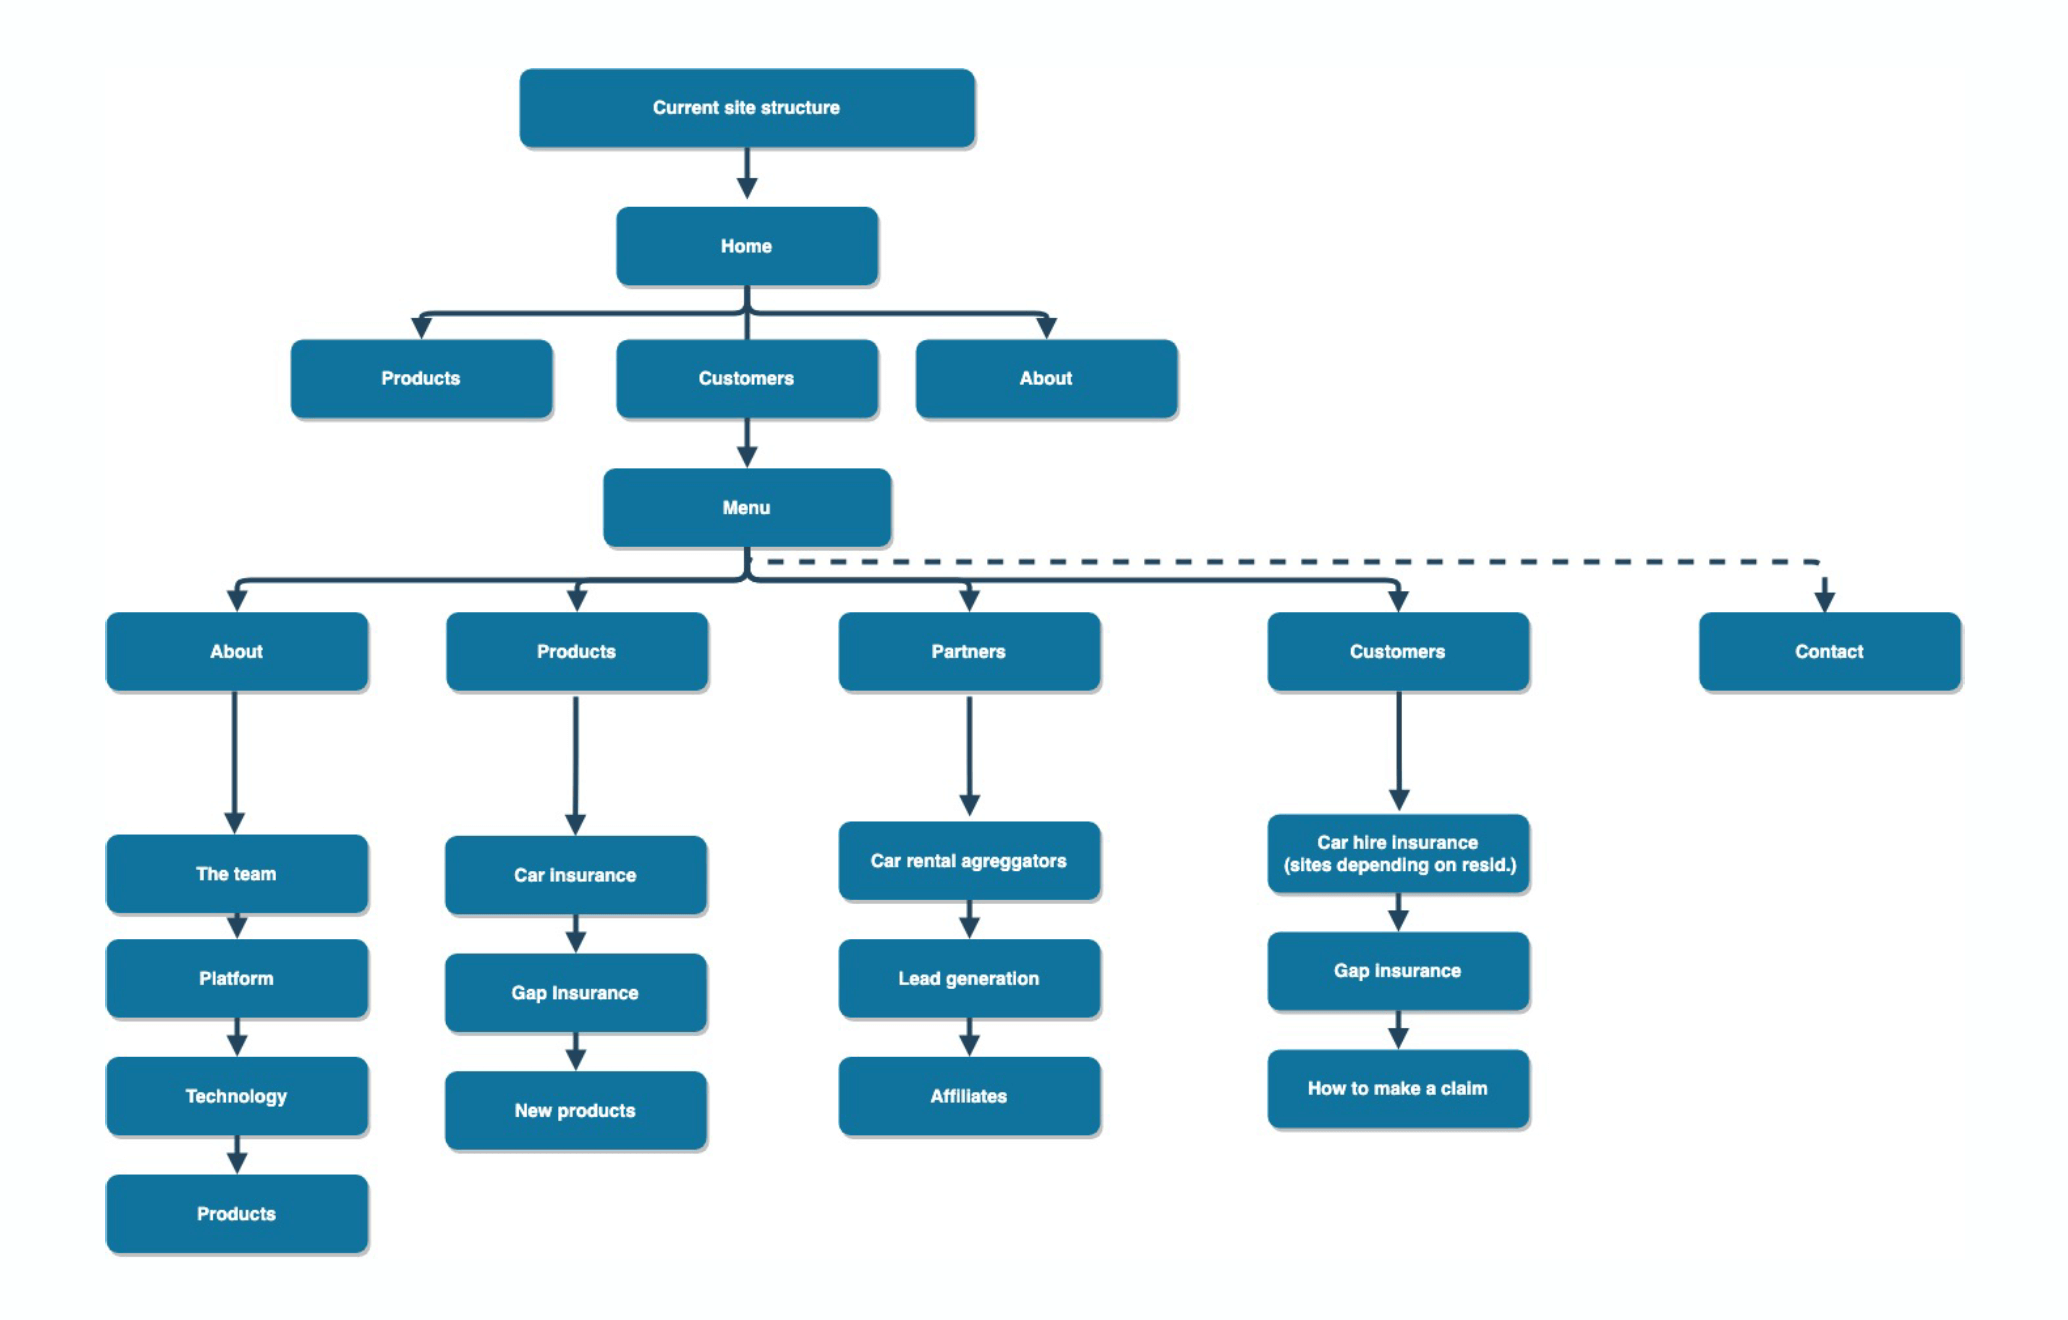 Current site structure
Home
Products
Customers
About
Menu
About
Products
Partners
Customers
Contact
The team
Platform
Technology
Products
Car insurance
Gap Insurance
New products
Car rental agreggators
Lead generation
Affiliates
Car hire insurance
(sites depending on resid.)
Gap insurance
How to make a claim